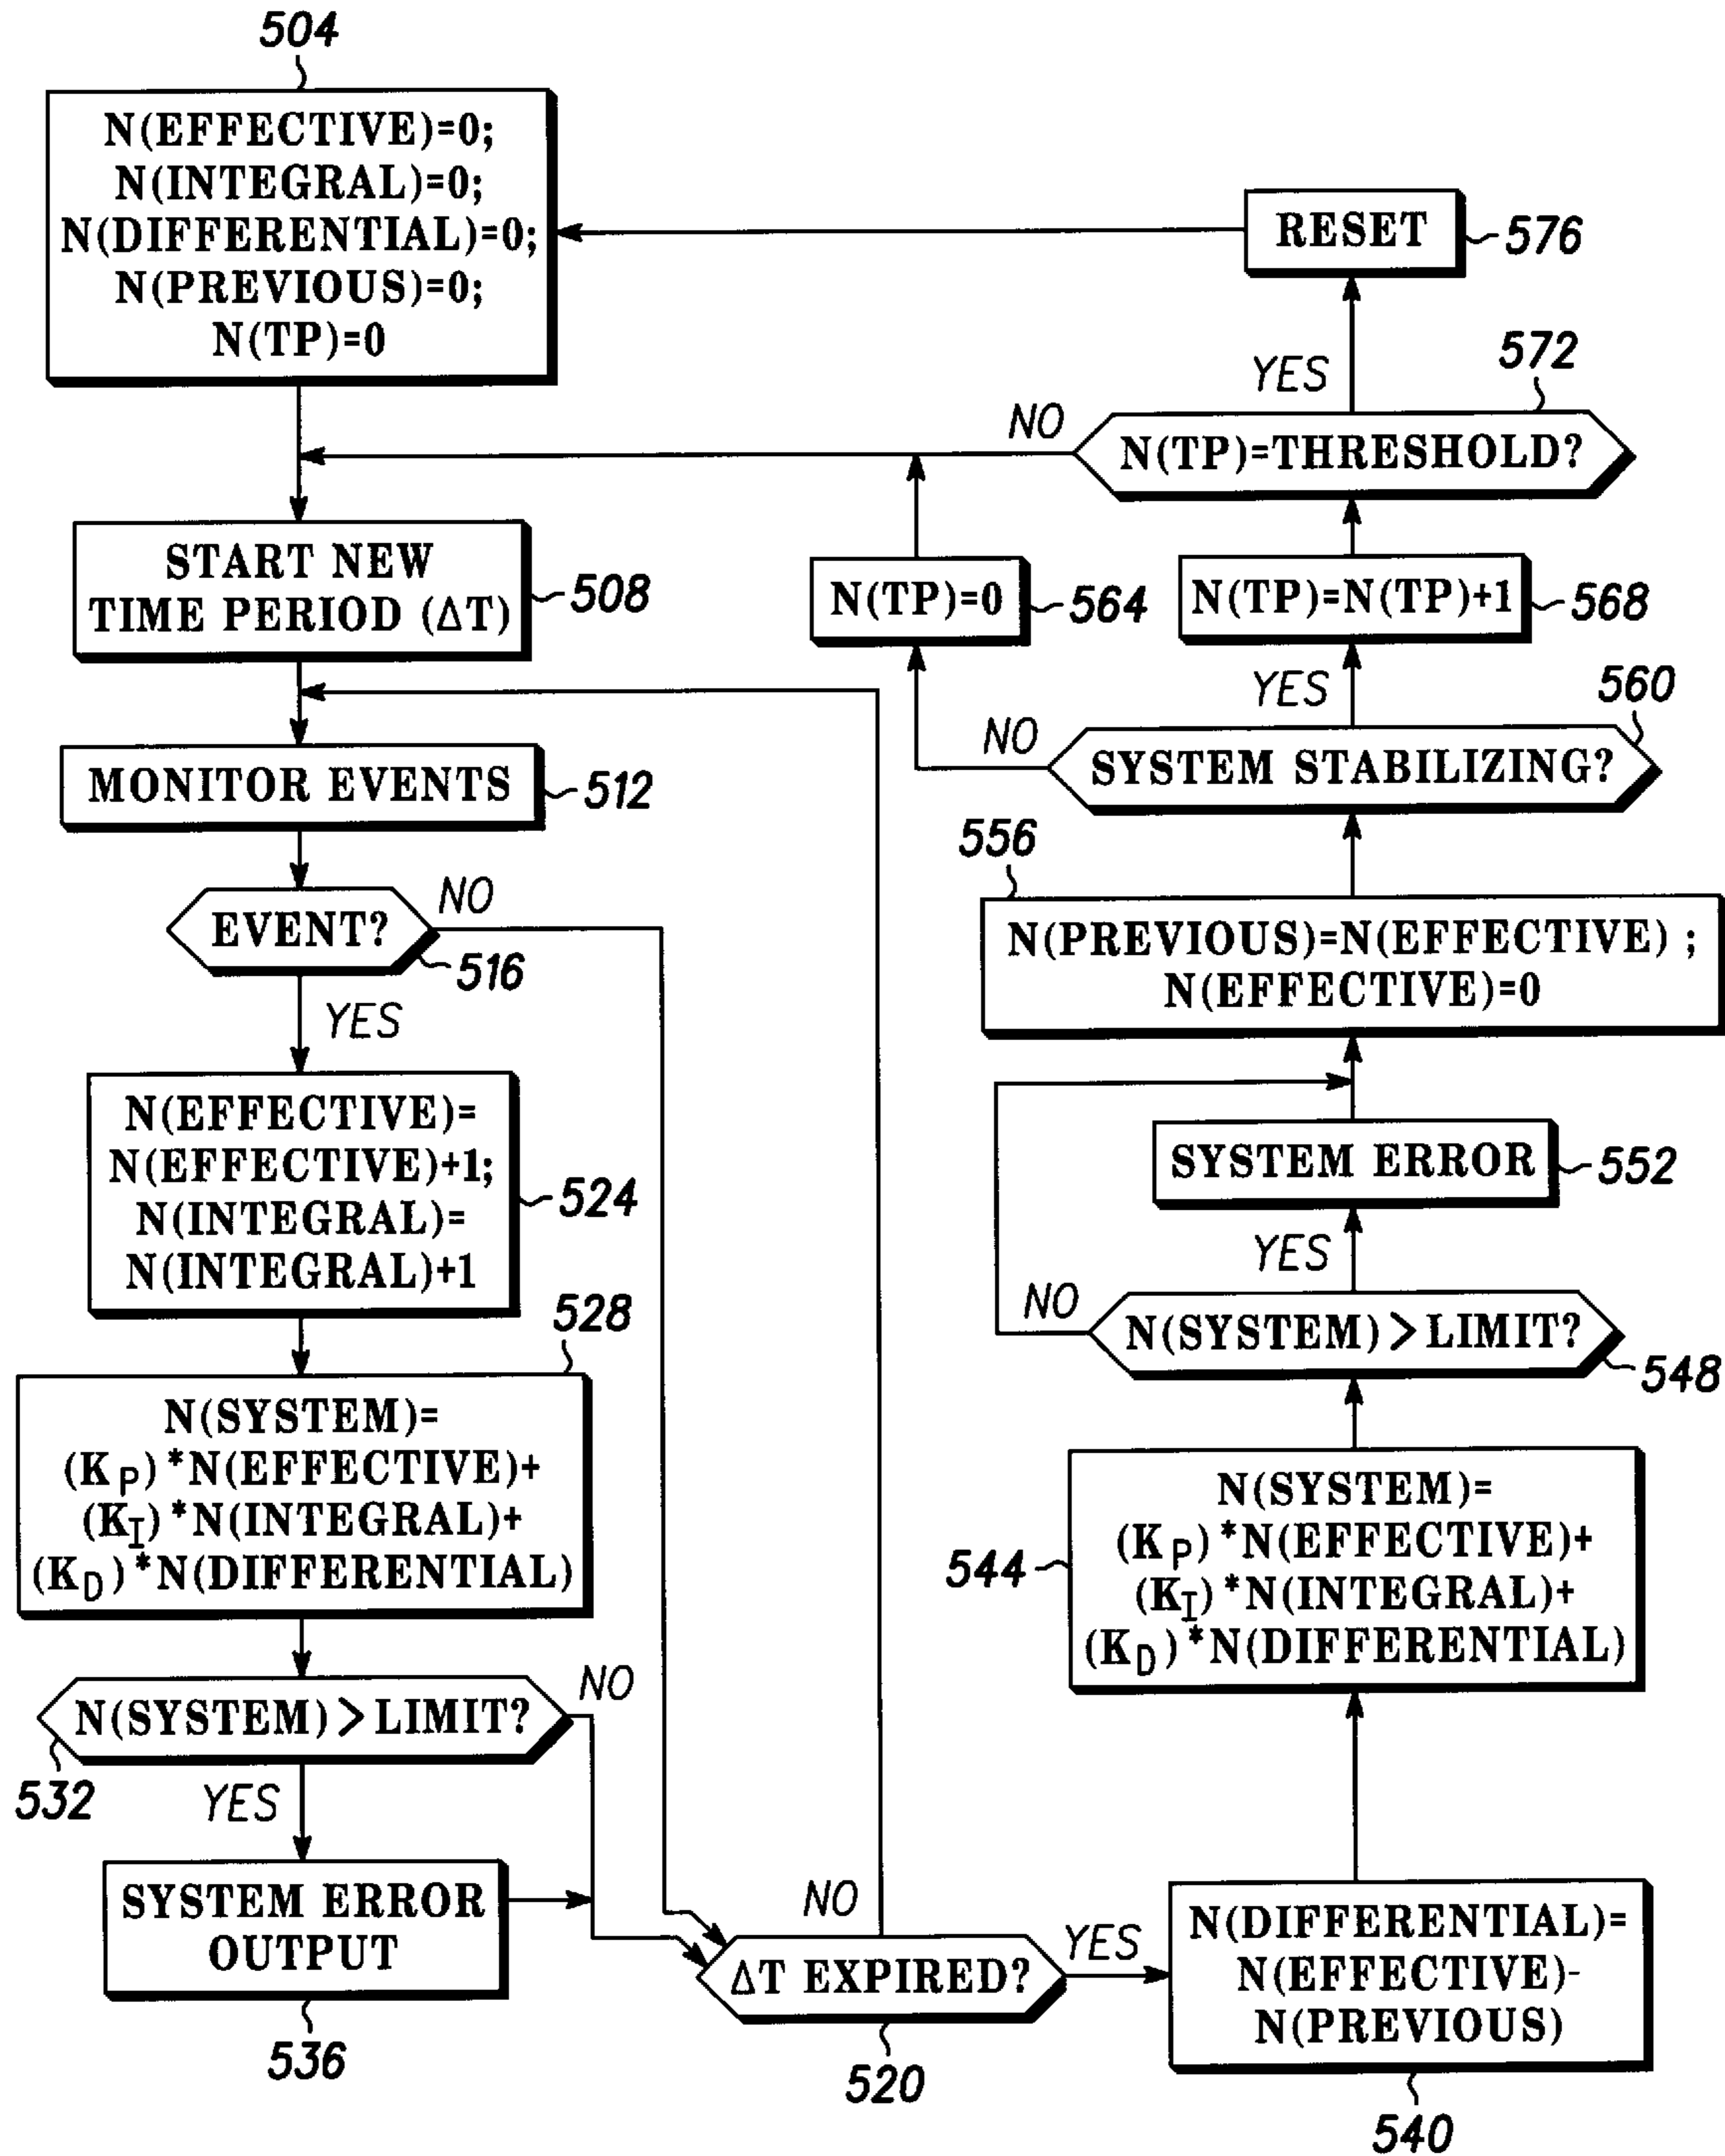 504
N(EFFECTIVE)=0;
N(INTEGRAL)=0;
N(DIFFERENTIAL)=0;
N(PREVIOUS)=0;
N(TP)=0
RESET
576
572
YES
NO
N(TP)=THRESHOLD?
START NEW
TIME PERIOD (ΔT)
508
N(TP)=0
564
N(TP)=N(TP)+1
568
YES
560
NO
SYSTEM STABILIZING?
MONITOR EVENTS
512
556
EVENT?
NO
516
N(PREVIOUS)=N(EFFECTIVE) ;
N(EFFECTIVE)=0
YES
N(EFFECTIVE)=
N(EFFECTIVE)+1;
N(INTEGRAL)=
N(INTEGRAL)+1
524
SYSTEM ERROR
552
YES
NO
N(SYSTEM) > LIMIT?
548
528
N(SYSTEM)=
(KP)*N(EFFECTIVE)+
(KI)*N(INTEGRAL)+
(KD)*N(DIFFERENTIAL)
544
N(SYSTEM)=
(KP)*N(EFFECTIVE)+
(KI)*N(INTEGRAL)+
(KD)*N(DIFFERENTIAL)
N(SYSTEM) > LIMIT?
NO
532
YES
SYSTEM ERROR
OUTPUT
536
NO
ΔT EXPIRED?
YES
520
N(DIFFERENTIAL)=
N(EFFECTIVE)-
N(PREVIOUS)
540